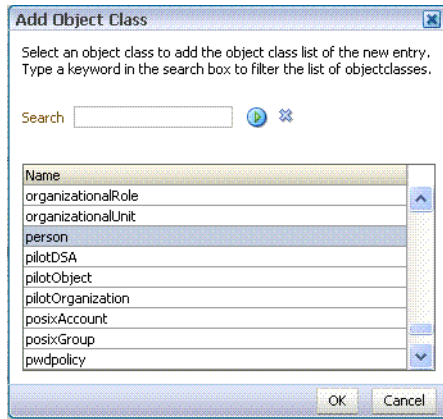 Add Object Class
Select an object class to add the object class list of the new entry.
Type a keyword in the search box to filter the list of objectclasses.
Search
Name
organizationalRole
organizationalUnit
person
pilotDSA
pilotObject
pilotOrganization
posixAccount
posixGroup
pwdpolicy
OK Cancel